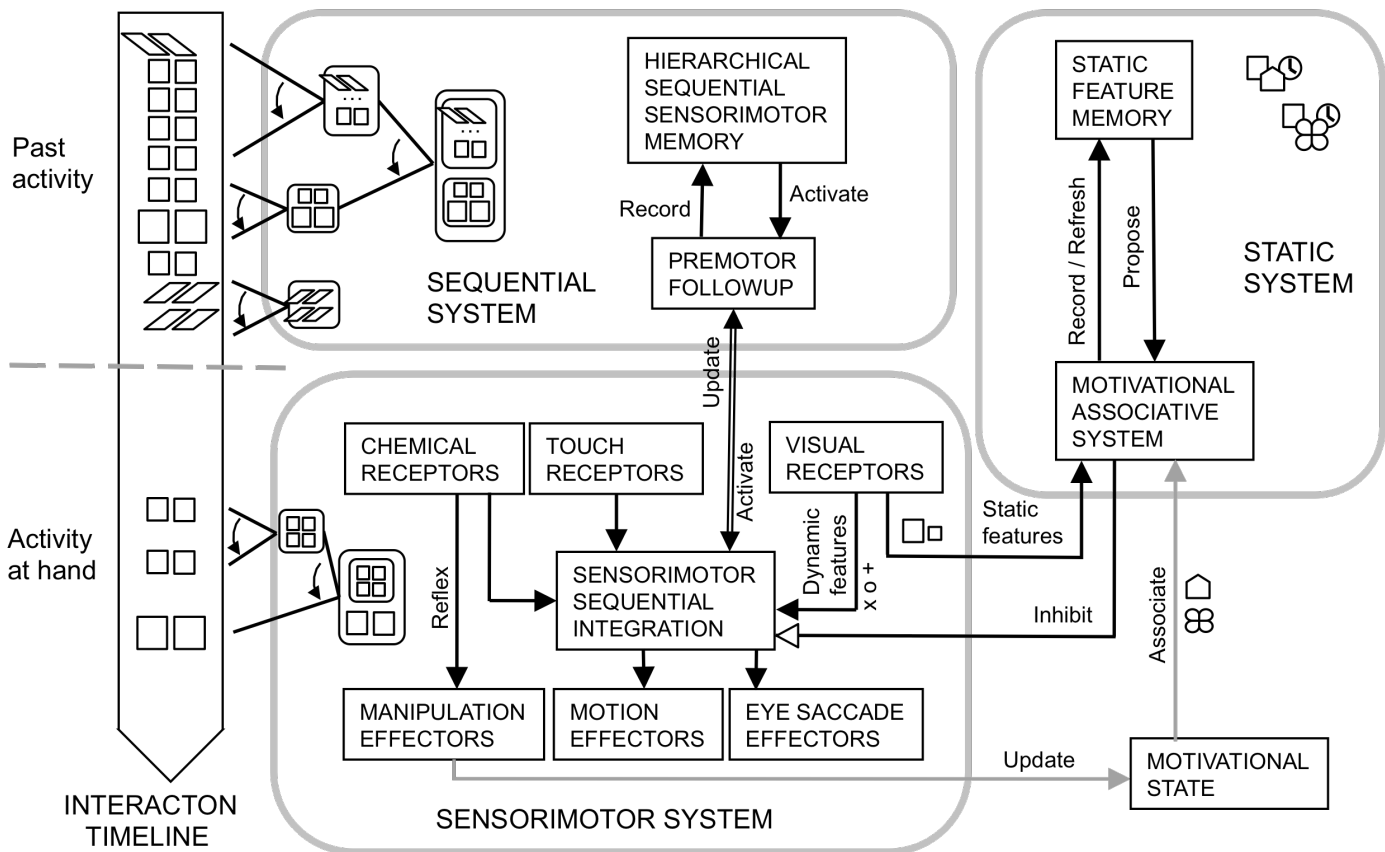 Past
activity
Activity
at hand
INTERACTON
TIMELINE
SEQUENTIAL
SYSTEM
HIERARCHICAL
SEQUENTIAL
SENSORIMOTOR
MEMORY
Record
Activate
PREMOTOR
FOLLOWUP
Update
Activate
STATIC
FEATURE
MEMORY
Record / Refresh
Propose
STATIC
SYSTEM
MOTIVATIONAL
ASSOCIATIVE
SYSTEM
CHEMICAL
RECEPTORS
TOUCH
RECEPTORS
VISUAL
RECEPTORS
Reflex
Dynamic
features
x o +
Static
features
SENSORIMOTOR
SEQUENTIAL
INTEGRATION
Inhibit
Associate
MANIPULATION
EFFECTORS
MOTION
EFFECTORS
EYE SACCADE
EFFECTORS
Update
MOTIVATIONAL
STATE
SENSORIMOTOR SYSTEM